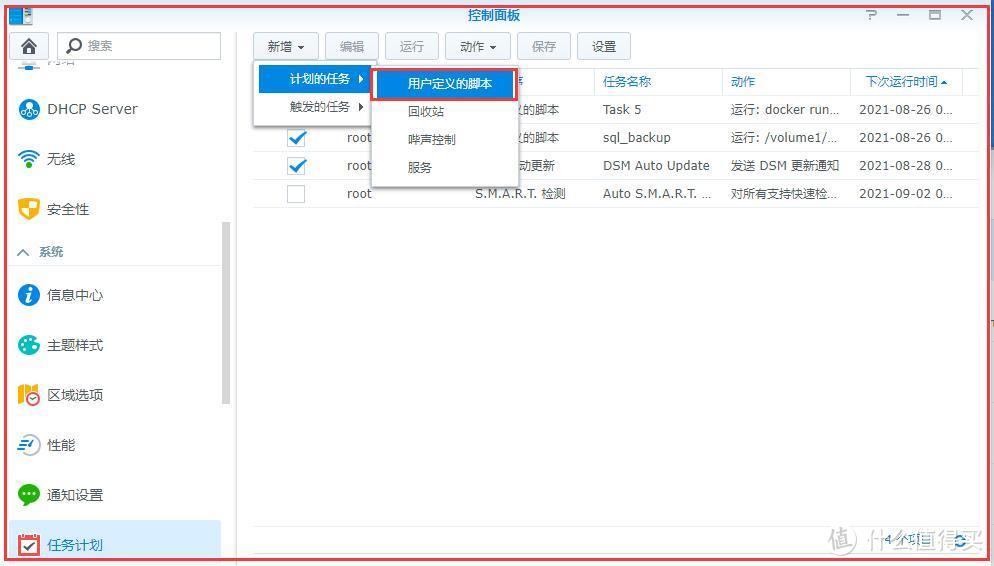 控制面板
搜索
新增 编辑 运行 动作 保存 设置
计划的任务
触发的任务
用户定义的脚本
回收站
哔声控制
服务
任务名称 动作 下次运行时间
的脚本 Task 5 运行: docker run... 2021-08-26 0...
root 的脚本 sql_backup 运行: /volume1/... 2021-08-26 0...
root 动更新 DSM Auto Update 发送 DSM 更新通知 2021-08-28 0...
root S.M.A.R.T. 检测 Auto S.M.A.R.T. ... 对所有支持快速检... 2021-09-02 0...
DHCP Server
无线
安全性
系统
信息中心
主题样式
区域选项
性能
通知设置
任务计划
4 个项目
值 什么值得买